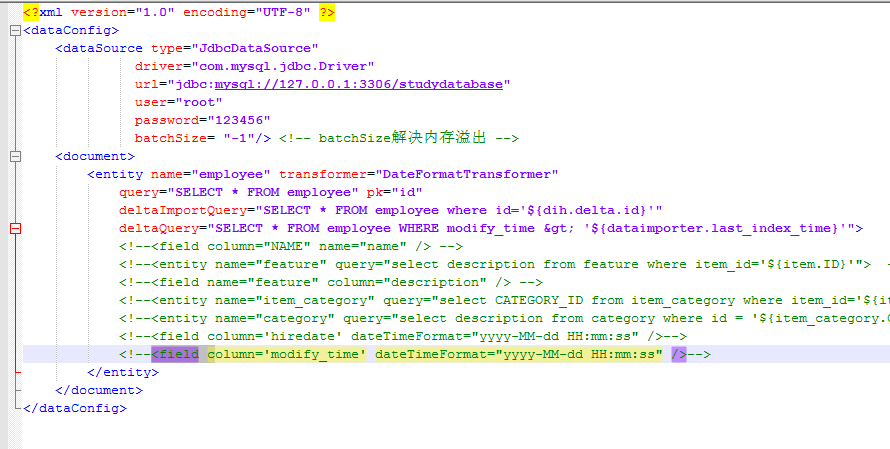 <?xml version="1.0" encoding="UTF-8" ?>
<dataConfig>
<dataSource type="JdbcDataSource"
driver="com.mysql.jdbc.Driver"
url="jdbc:mysql://127.0.0.1:3306/studydatabase"
user="root"
password="123456"
batchSize= "-1"/> <!-- batchSize解决内存溢出 -->
<document>
<entity name="employee" transformer="DateFormatTransformer"
query="SELECT * FROM employee" pk="id"
deltaImportQuery="SELECT * FROM employee where id='${dih.delta.id}'"
deltaQuery="SELECT * FROM employee WHERE modify_time &gt; '${dataimporter.last_index_time}'">
<!--<field column="NAME" name="name" /> -->
<!--<entity name="feature" query="select description from feature where item_id='${item.ID}'"> -
<!--<field name="feature" column="description" /> -->
<!--<entity name="item_category" query="select CATEGORY_ID from item_category where item_id='${it
<!--<entity name="category" query="select description from category where id = '${item_category.
<!--<field column='hiredate' dateTimeFormat="yyyy-MM-dd HH:mm:ss" />-->
<!--<field column='modify_time' dateTimeFormat="yyyy-MM-dd HH:mm:ss" />-->
</entity>
</document>
</dataConfig>